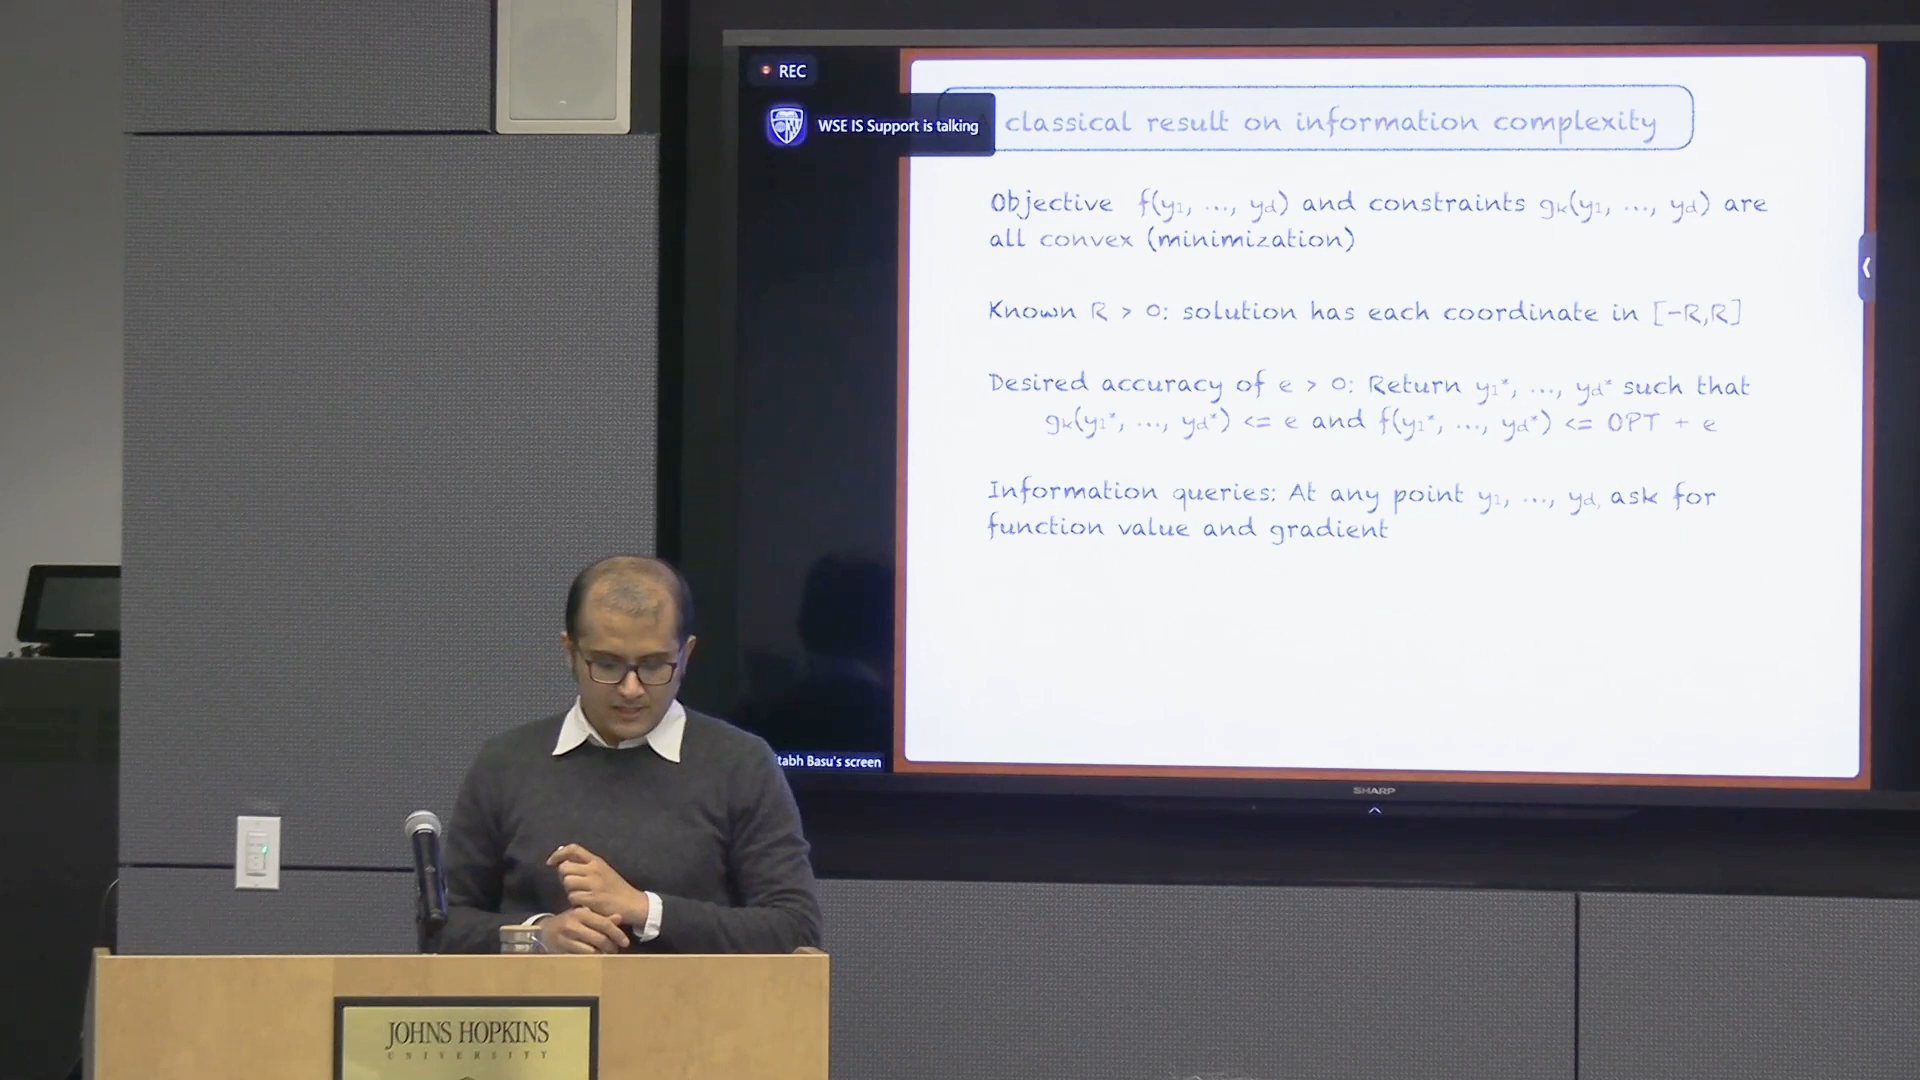 REC
WSE IS Support is talking
classical result on information complexity
Objective f(y1, ..., yd) and constraints gk(y1, ..., yd) are
all convex (minimization)
Known R > 0: solution has each coordinate in [-R,R]
Desired accuracy of e > 0: Return y1*, ..., yd* such that
gk(y1*, ..., yd*) <= e and f(y1*, ..., yd*) <= OPT + e
Information queries: At any point y1, ..., yd, ask for
function value and gradient
tabh Basu's screen
SHARP
JOHNS HOPKINS
UNIVERSITY